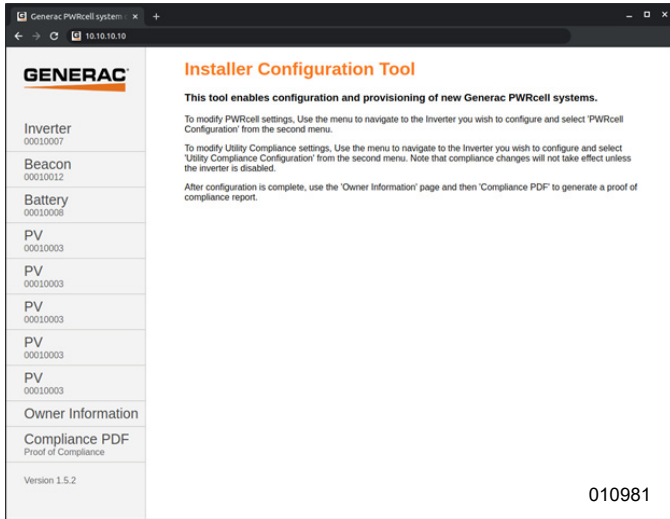 Generac PWRcell system
10.10.10.10
GENERAC
Inverter
00010007
Beacon
00010012
Battery
00010008
PV
00010003
PV
00010003
PV
00010003
PV
00010003
PV
00010003
Owner Information
Compliance PDF
Proof of Compliance
Version 1.5.2
Installer Configuration Tool
This tool enables configuration and provisioning of new Generac PWRcell systems.
To modify PWRcell settings, Use the menu to navigate to the Inverter you wish to configure and select 'PWRcell
Configuration' from the second menu.
To modify Utility Compliance settings, Use the menu to navigate to the Inverter you wish to configure and select
'Utility Compliance Configuration' from the second menu. Note that compliance changes will not take effect unless
the inverter is disabled.
After configuration is complete, use the 'Owner Information' page and then 'Compliance PDF' to generate a proof of
compliance report.
010981